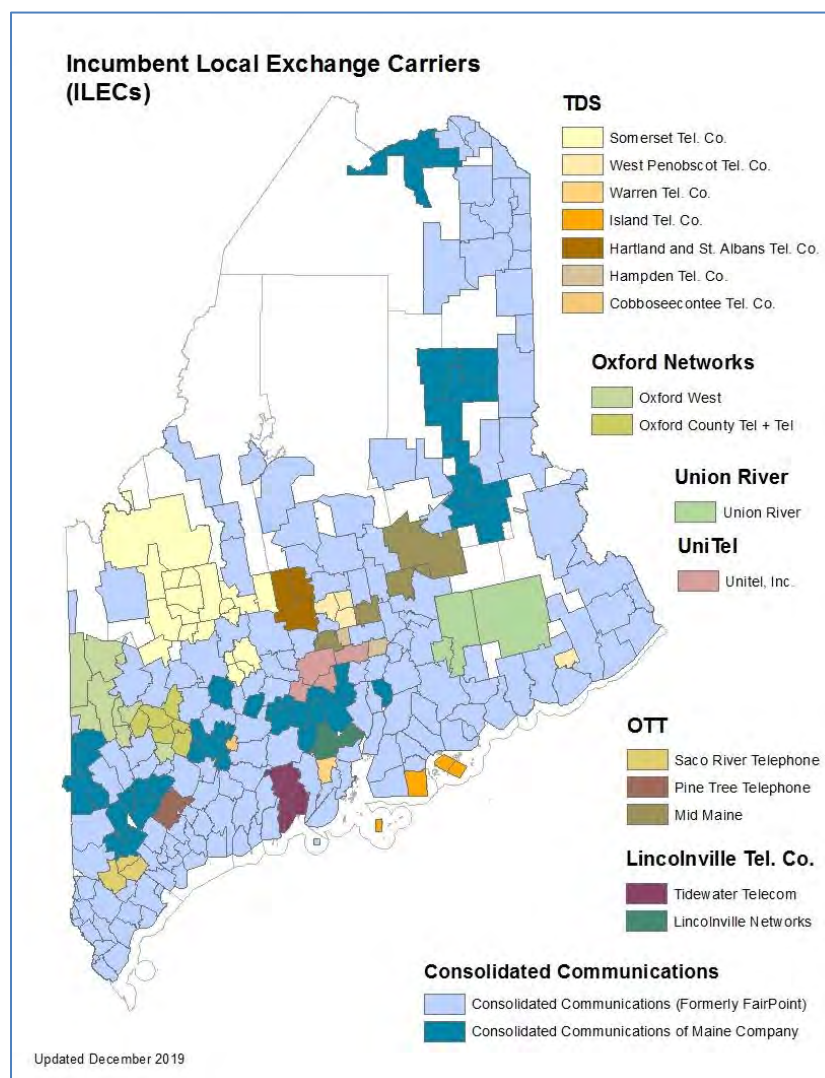 Incumbent Local Exchange Carriers
(ILECs)
TDS
Somerset Tel. Co.
West Penobscot Tel. Co.
Warren Tel. Co.
Island Tel. Co.
Hartland and St. Albans Tel. Co.
Hampden Tel. Co.
Cobboseecontee Tel. Co.
Oxford Networks
Oxford West
Oxford County Tel + Tel
Union River
Union River
UniTel
Unitel, Inc.
OTT
Saco River Telephone
Pine Tree Telephone
Mid Maine
Lincolnville Tel. Co.
Tidewater Telecom
Lincolnville Networks
Consolidated Communications
Consolidated Communications (Formerly FairPoint)
Consolidated Communications of Maine Company
Updated December 2019